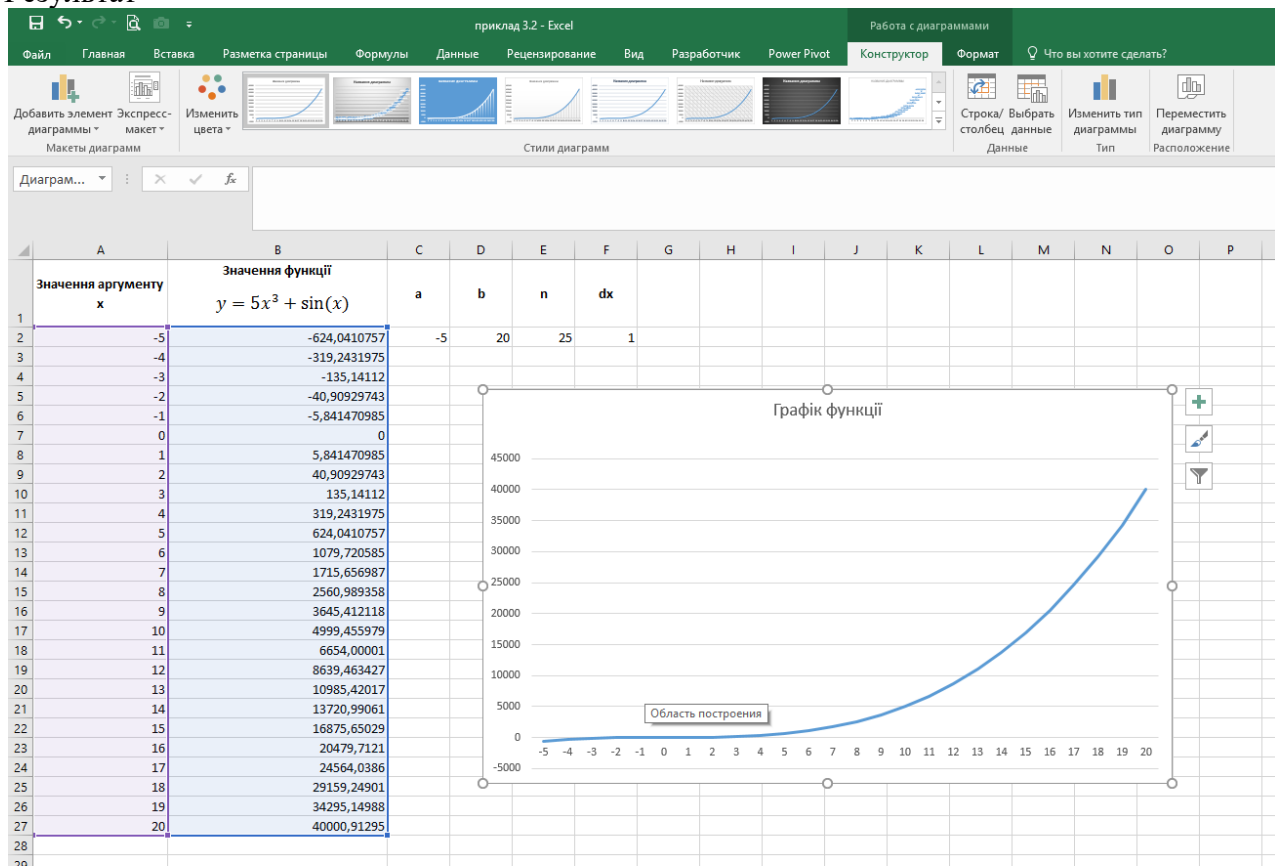 Результат
приклад 3.2 - Excel
Работа с диаграммами
Файл Главная Вставка Разметка страницы Формулы Данные Рецензирование Вид Разработчик Power Pivot Конструктор Формат Что вы хотите сделать?
Добавить элемент диаграммы Экспресс-макет Изменить цвета Строка/столбец Выбрать данные Изменить тип диаграммы Переместить диаграмму
Макеты диаграмм Стили диаграмм Данные Тип Расположение
Диаграм... fx
A B C D E F G H I J K L M N O P
Значення функції
Значення аргументу
x y = 5x³ + sin(x) a b n dx
1
2 -5 -624,0410757 -5 20 25 1
3 -4 -319,2431975
4 -3 -135,14112
5 -2 -40,90929743
6 -1 -5,841470985
7 0 0
8 1 5,841470985
9 2 40,90929743
10 3 135,14112
11 4 319,2431975
12 5 624,0410757
13 6 1079,720585
14 7 1715,656987
15 8 2560,989358
16 9 3645,412118
17 10 4999,455979
18 11 6654,00001
19 12 8639,463427
20 13 10985,42017
21 14 13720,99061
22 15 16875,65029
23 16 20479,7121
24 17 24564,0386
25 18 29159,24901
26 19 34295,14988
27 20 40000,91295
28
29
Графік функції
45000
40000
35000
30000
25000
20000
15000
10000
5000
Область построения
0
-5 -4 -3 -2 -1 0 1 2 3 4 5 6 7 8 9 10 11 12 13 14 15 16 17 18 19 20
-5000